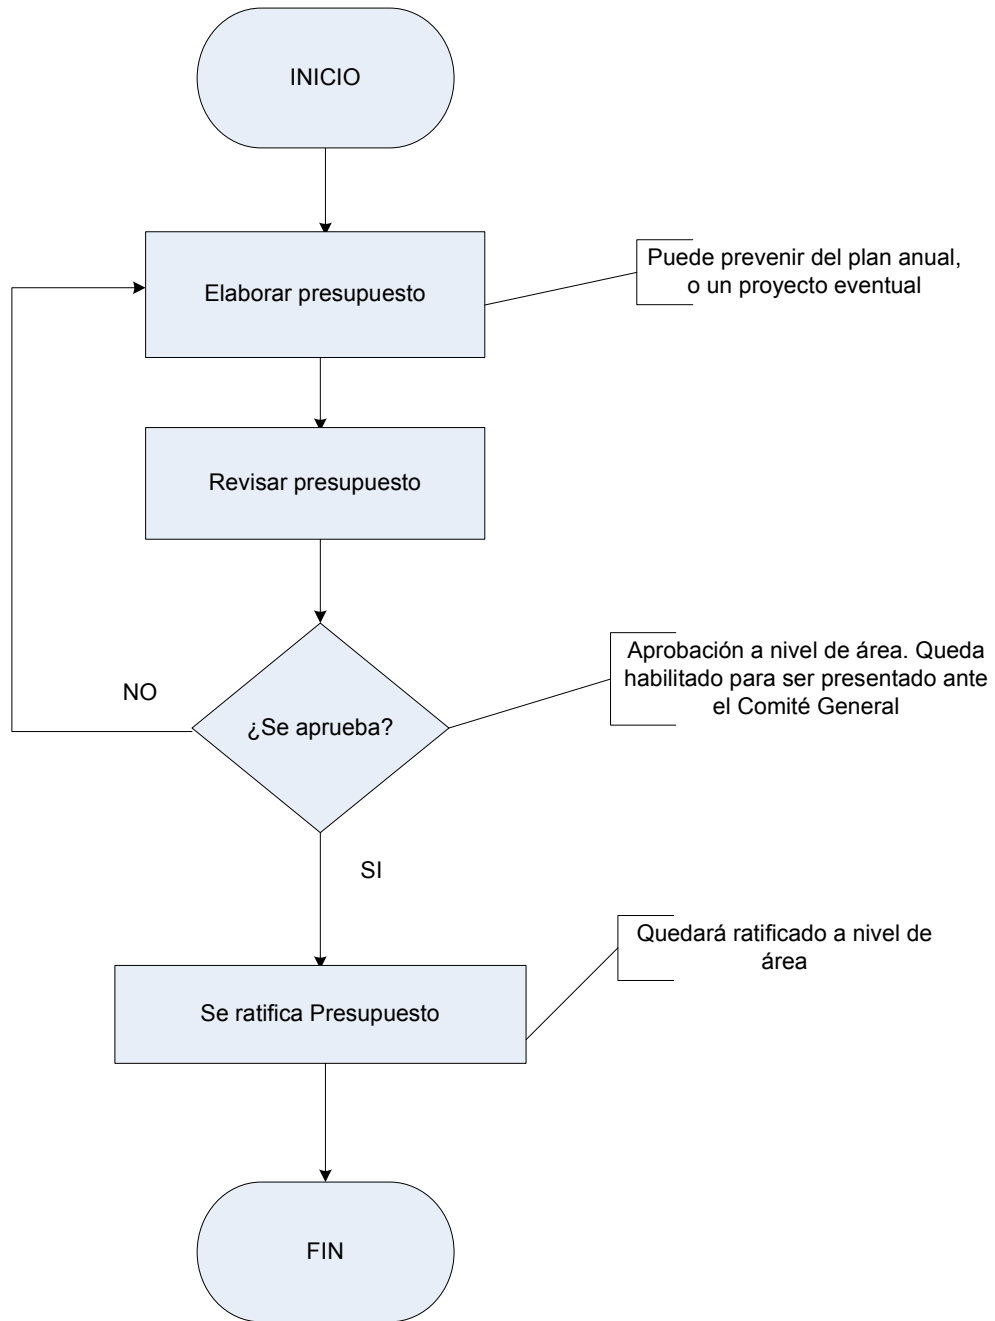 INICIO
Elaborar presupuesto
Puede prevenir del plan anual,
o un proyecto eventual
Revisar presupuesto
¿Se aprueba?
Aprobación a nivel de área. Queda
habilitado para ser presentado ante
el Comité General
NO
SI
Se ratifica Presupuesto
Quedará ratificado a nivel de
área
FIN